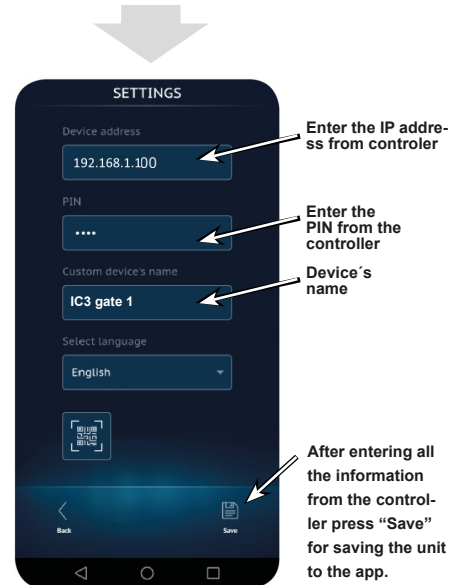 SETTINGS
Device address
192.168.1.100
Enter the IP addre-
ss from controler
PIN
••••
Enter the
PIN from the
controller
Custom device's name
IC3 gate 1
Device´s
name
Select language
English
Back
Save
After entering all
the information
from the control-
ler press “Save”
for saving the unit
to the app.